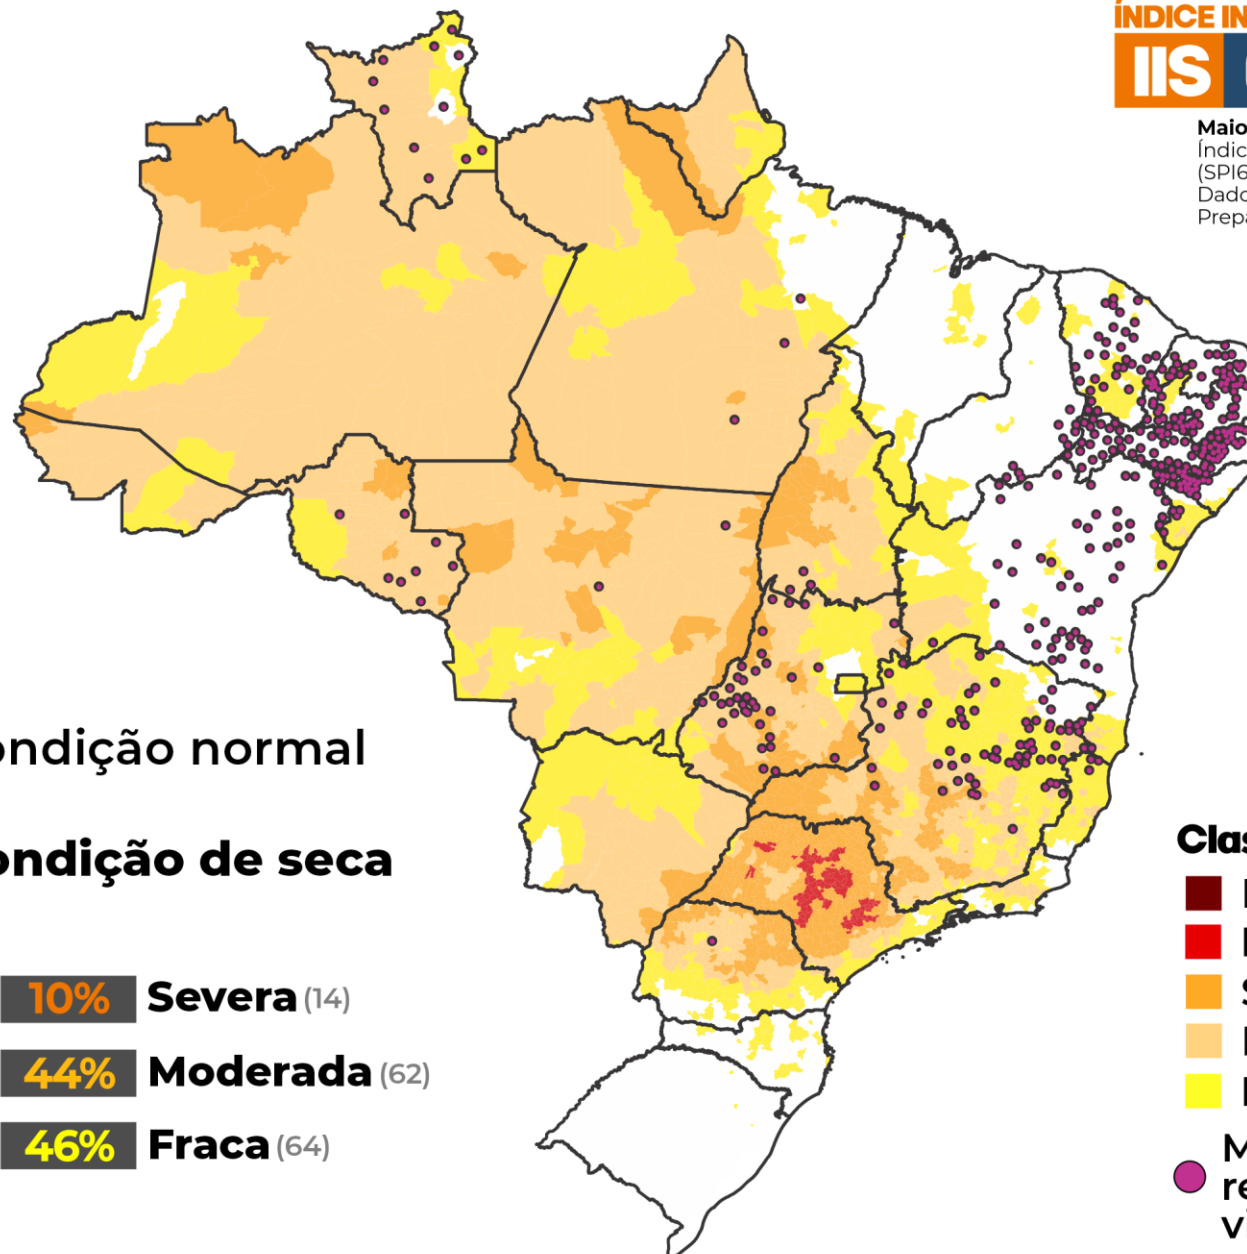 ÍNDICE IN
IIS
Maio
Índic
(SPI6
Dado
Prepa
ondição normal
ondição de seca
10% Severa (14)
44% Moderada (62)
46% Fraca (64)
Clas
M
re
vi